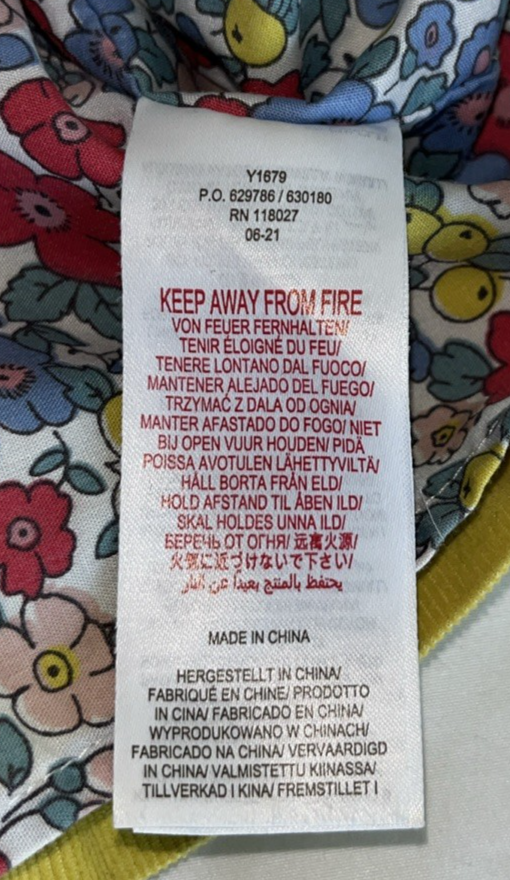 Y1679
P.O. 629786 / 630180
RN 118027
06-21
KEEP AWAY FROM FIRE
VON FEUER FERNHALTEN/
TENIR ÉLOIGNÉ DU FEU/
TENERE LONTANO DAL FUOCO/
MANTENER ALEJADO DEL FUEGO/
TRZYMAĆ Z DALA OD OGNIA/
MANTER AFASTADO DO FOGO/ NIET
BIJ OPEN VUUR HOUDEN/ PIDÄ
POISSA AVOTULEN LÄHETTYVILTÄ/
HÅLL BORTA FRÅN ELD/
HOLD AFSTAND TIL ÅBEN ILD/
SKAL HOLDES UNNA ILD/
БЕРЕЧЬ ОТ ОГНЯ/ 远离火源/
火気に近づけないで下さい/
يحتفظ بالمنتج بعيداً عن النار
MADE IN CHINA
HERGESTELLT IN CHINA/
FABRIQUÉ EN CHINE/ PRODOTTO
IN CINA/ FABRICADO EN CHINA/
WYPRODUKOWANO W CHINACH/
FABRICADO NA CHINA/ VERVAARDIGD
IN CHINA/ VALMISTETTU KIINASSA/
TILLVERKAD I KINA/ FREMSTILLET I